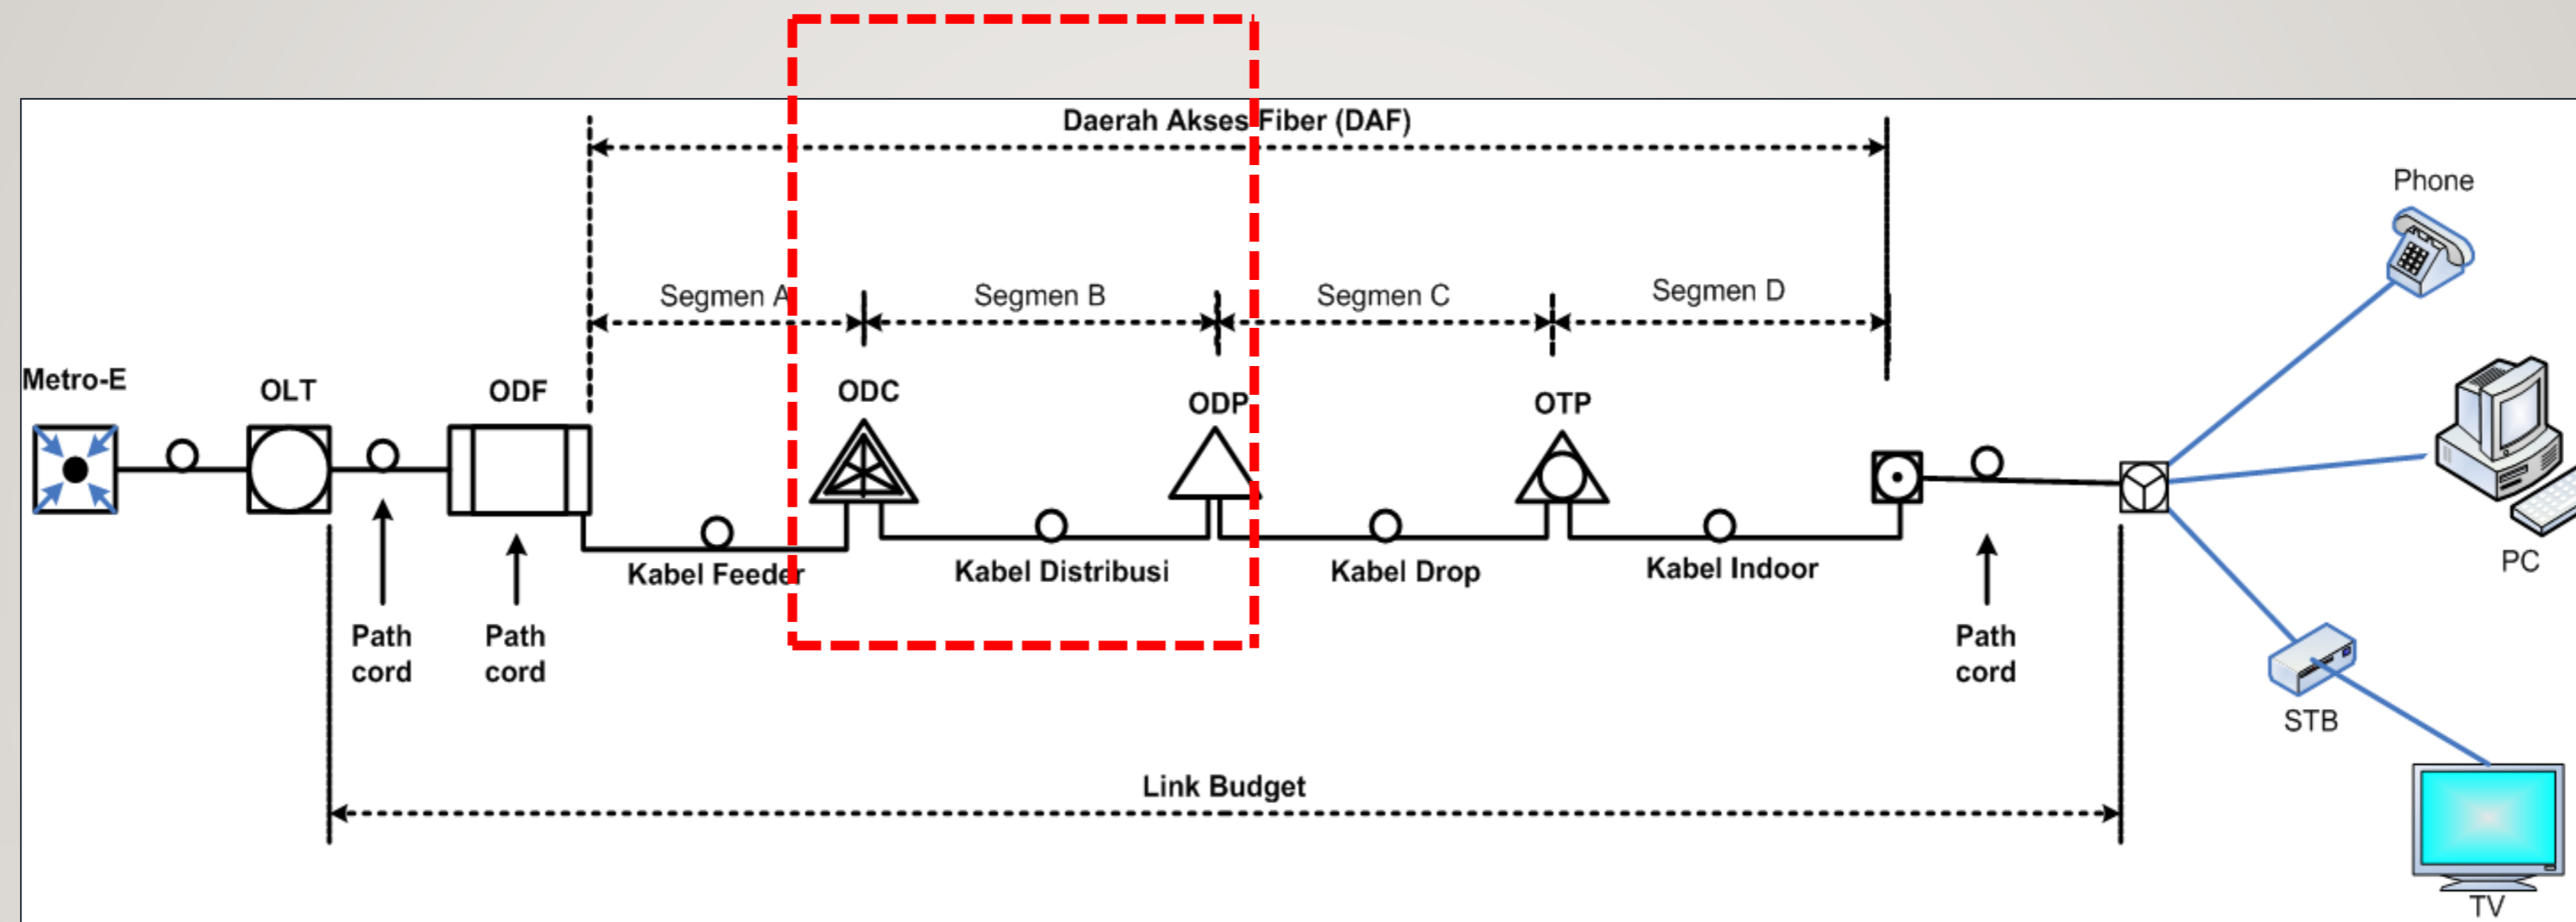 Daerah Akses Fiber (DAF)
Phone
Segmen A
Segmen B
Segmen C
Segmen D
Metro-E
OLT
ODF
ODC
ODP
OTP
PC
Kabel Feeder
Kabel Distribusi
Kabel Drop
Kabel Indoor
Path
cord
Path
cord
Path
cord
STB
Link Budget
TV